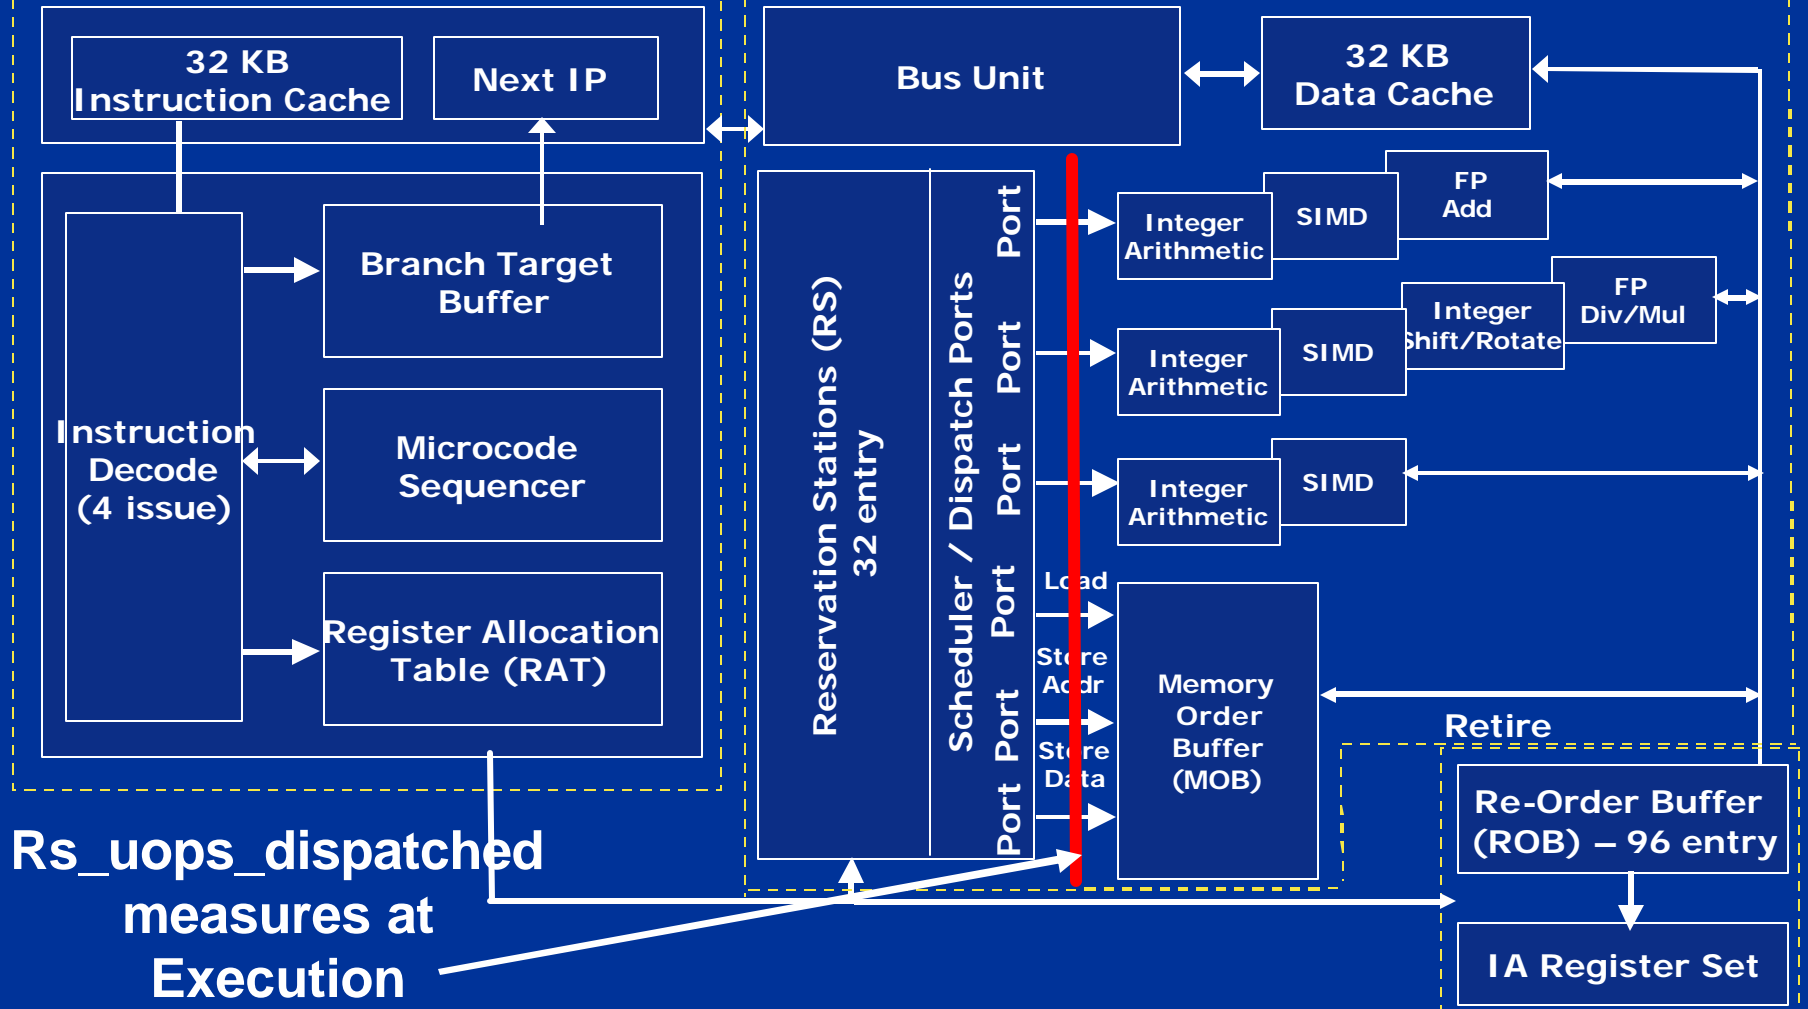 32 KB
Instruction Cache
Next IP
Bus Unit
32 KB
Data Cache
Instruction
Decode
(4 issue)
Branch Target
Buffer
Microcode
Sequencer
Register Allocation
Table (RAT)
Reservation Stations (RS)
32 entry
Scheduler / Dispatch Ports
Port
Port
Port
Port
Port
Port
Integer
Arithmetic
SIMD
FP
Add
Integer
Arithmetic
SIMD
Integer
Shift/Rotate
FP
Div/Mul
Integer
Arithmetic
SIMD
Load
Store
Addr
Store
Data
Memory
Order
Buffer
(MOB)
Retire
Re-Order Buffer
(ROB) – 96 entry
IA Register Set
Rs_uops_dispatched
measures at
Execution